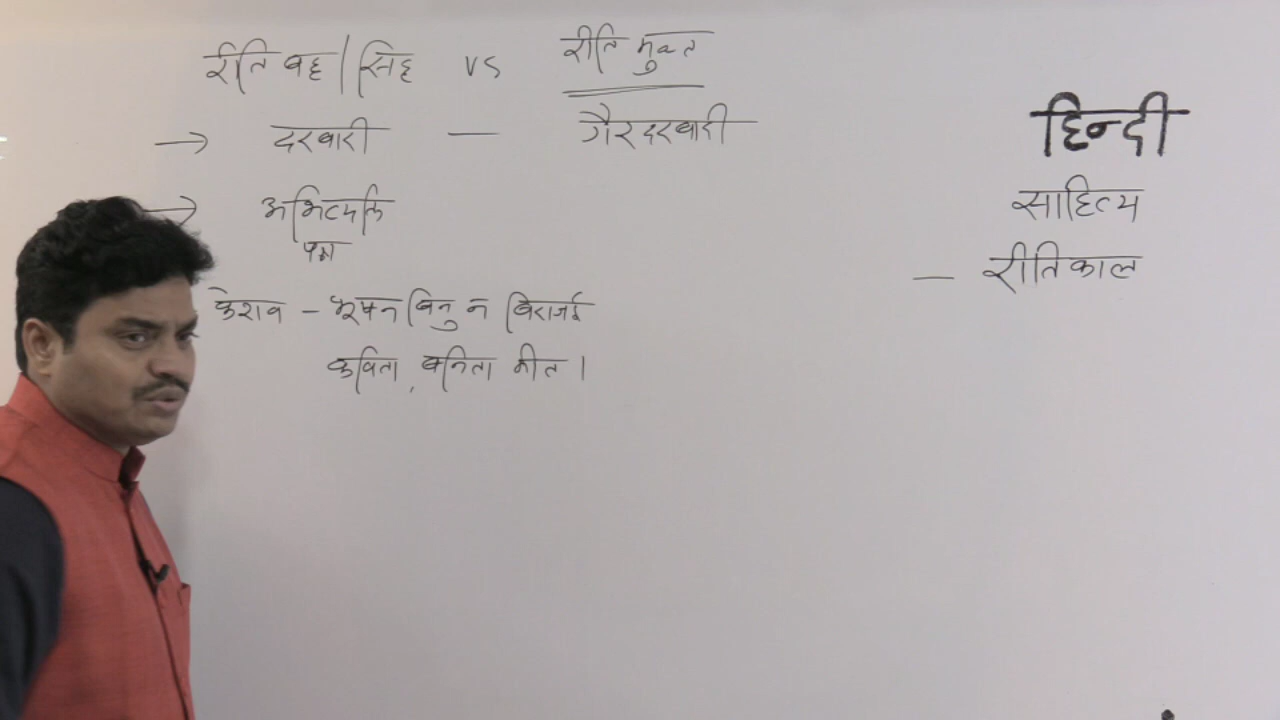 रीति बद्ध/सिद्ध vs रीति मुक्त
→ दरबारी — गैर दरबारी
→ अभिव्यक्ति
पक्ष
केशव – भूषन बिनु न बिराजई
कविता, बनिता मीत।
हिन्दी
साहित्य
— रीतिकाल